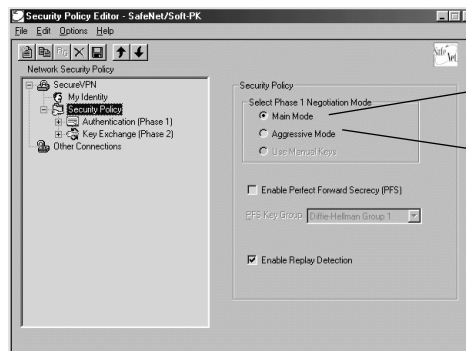 Security Policy Editor - SafeNet/Soft-PK
File Edit Options Help
Safe Net
Network Security Policy
SecureVPN
My Identity
Security Policy
Authentication (Phase 1)
Key Exchange (Phase 2)
Other Connections
Security Policy
Select Phase 1 Negotiation Mode
Main Mode
Aggressive Mode
Use Manual Keys
Enable Perfect Forward Secrecy (PFS)
PFS Key Group Diffie-Hellman Group 1
Enable Replay Detection